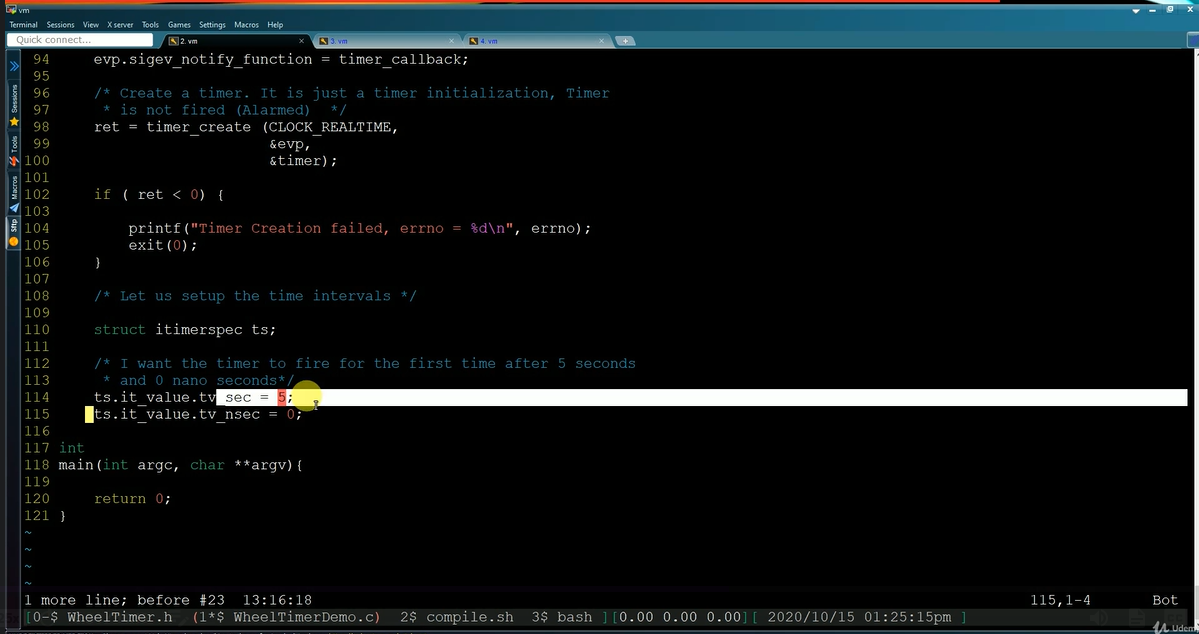 vm
Terminal Sessions View X server Tools Games Settings Macros Help
Quick connect...
2. vm
3. vm
4. vm
Sessions
Tools
Macros
Sftp
94 evp.sigev_notify_function = timer_callback;
95
96 /* Create a timer. It is just a timer initialization, Timer
97 * is not fired (Alarmed) */
98 ret = timer_create (CLOCK_REALTIME,
99 &evp,
100 &timer);
101
102 if ( ret < 0) {
103
104 printf("Timer Creation failed, errno = %d\n", errno);
105 exit(0);
106 }
107
108 /* Let us setup the time intervals */
109
110 struct itimerspec ts;
111
112 /* I want the timer to fire for the first time after 5 seconds
113 * and 0 nano seconds*/
114 ts.it_value.tv_sec = 5;
115 ts.it_value.tv_nsec = 0;
116
117 int
118 main(int argc, char **argv){
119
120 return 0;
121 }
~
~
~
~
1 more line; before #23 13:16:18 115,1-4 Bot
[0-$ WheelTimer.h (1*$ WheelTimerDemo.c) 2$ compile.sh 3$ bash ][0.00 0.00 0.00][ 2020/10/15 01:25:15pm ]